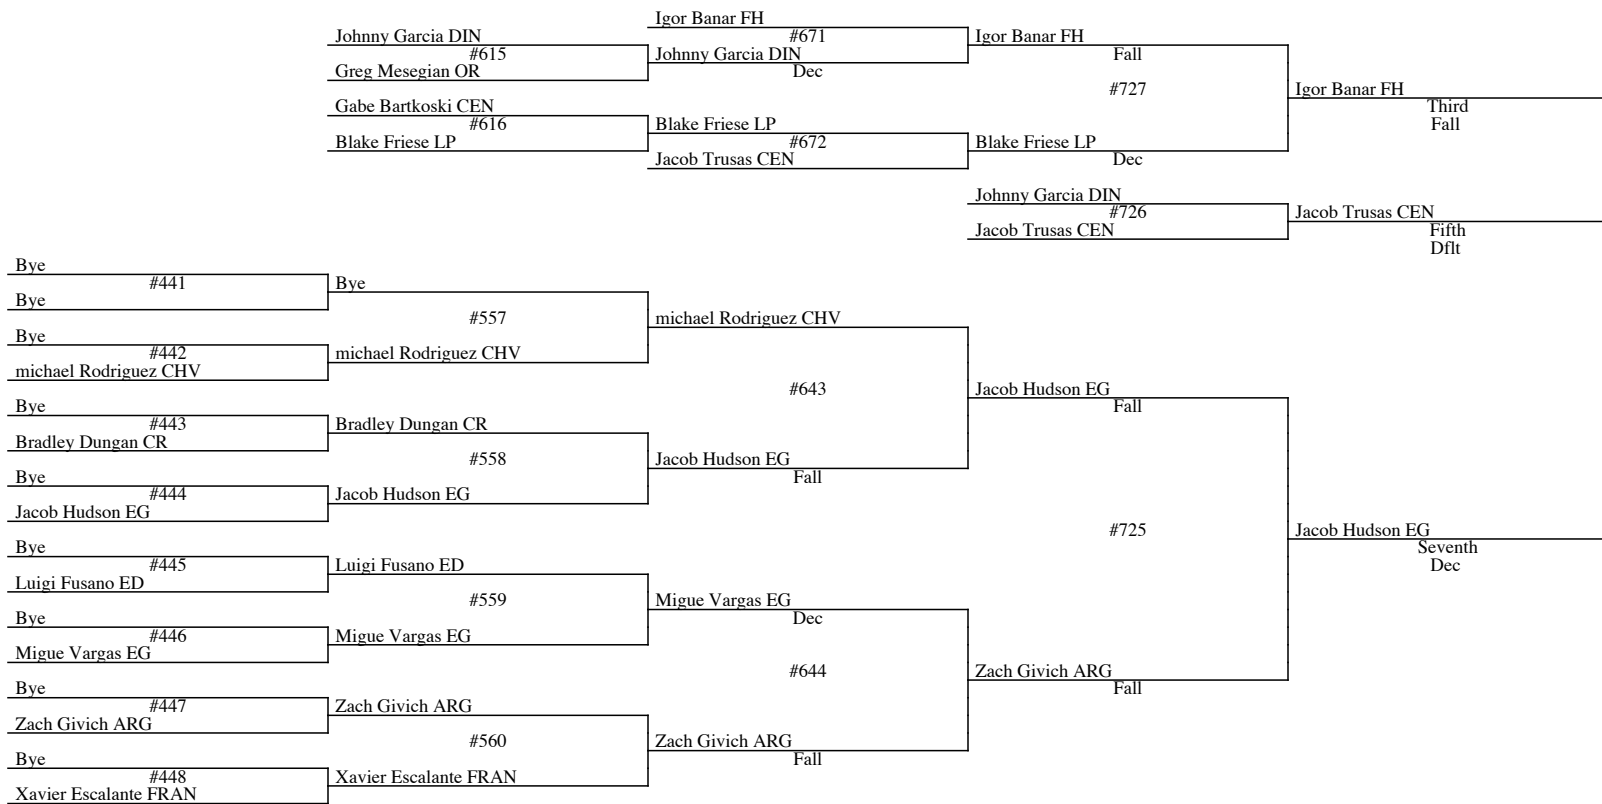 Igor Banar FH
Johnny Garcia DIN
#671
Igor Banar FH
#615
Johnny Garcia DIN
Fall
Greg Mesegian OR
Dec
#727
Igor Banar FH
Gabe Bartkoski CEN
Third
#616
Blake Friese LP
Fall
Blake Friese LP
#672
Blake Friese LP
Jacob Trusas CEN
Dec
Johnny Garcia DIN
#726
Jacob Trusas CEN
Jacob Trusas CEN
Fifth
Dflt
Bye
#441
Bye
Bye
#557
michael Rodriguez CHV
Bye
#442
michael Rodriguez CHV
michael Rodriguez CHV
#643
Jacob Hudson EG
Bye
Fall
#443
Bradley Dungan CR
Bradley Dungan CR
#558
Jacob Hudson EG
Bye
Fall
#444
Jacob Hudson EG
Jacob Hudson EG
#725
Jacob Hudson EG
Bye
Seventh
#445
Luigi Fusano ED
Dec
Luigi Fusano ED
#559
Migue Vargas EG
Bye
Dec
#446
Migue Vargas EG
Migue Vargas EG
#644
Zach Givich ARG
Bye
Fall
#447
Zach Givich ARG
Zach Givich ARG
#560
Zach Givich ARG
Bye
Fall
#448
Xavier Escalante FRAN
Xavier Escalante FRAN